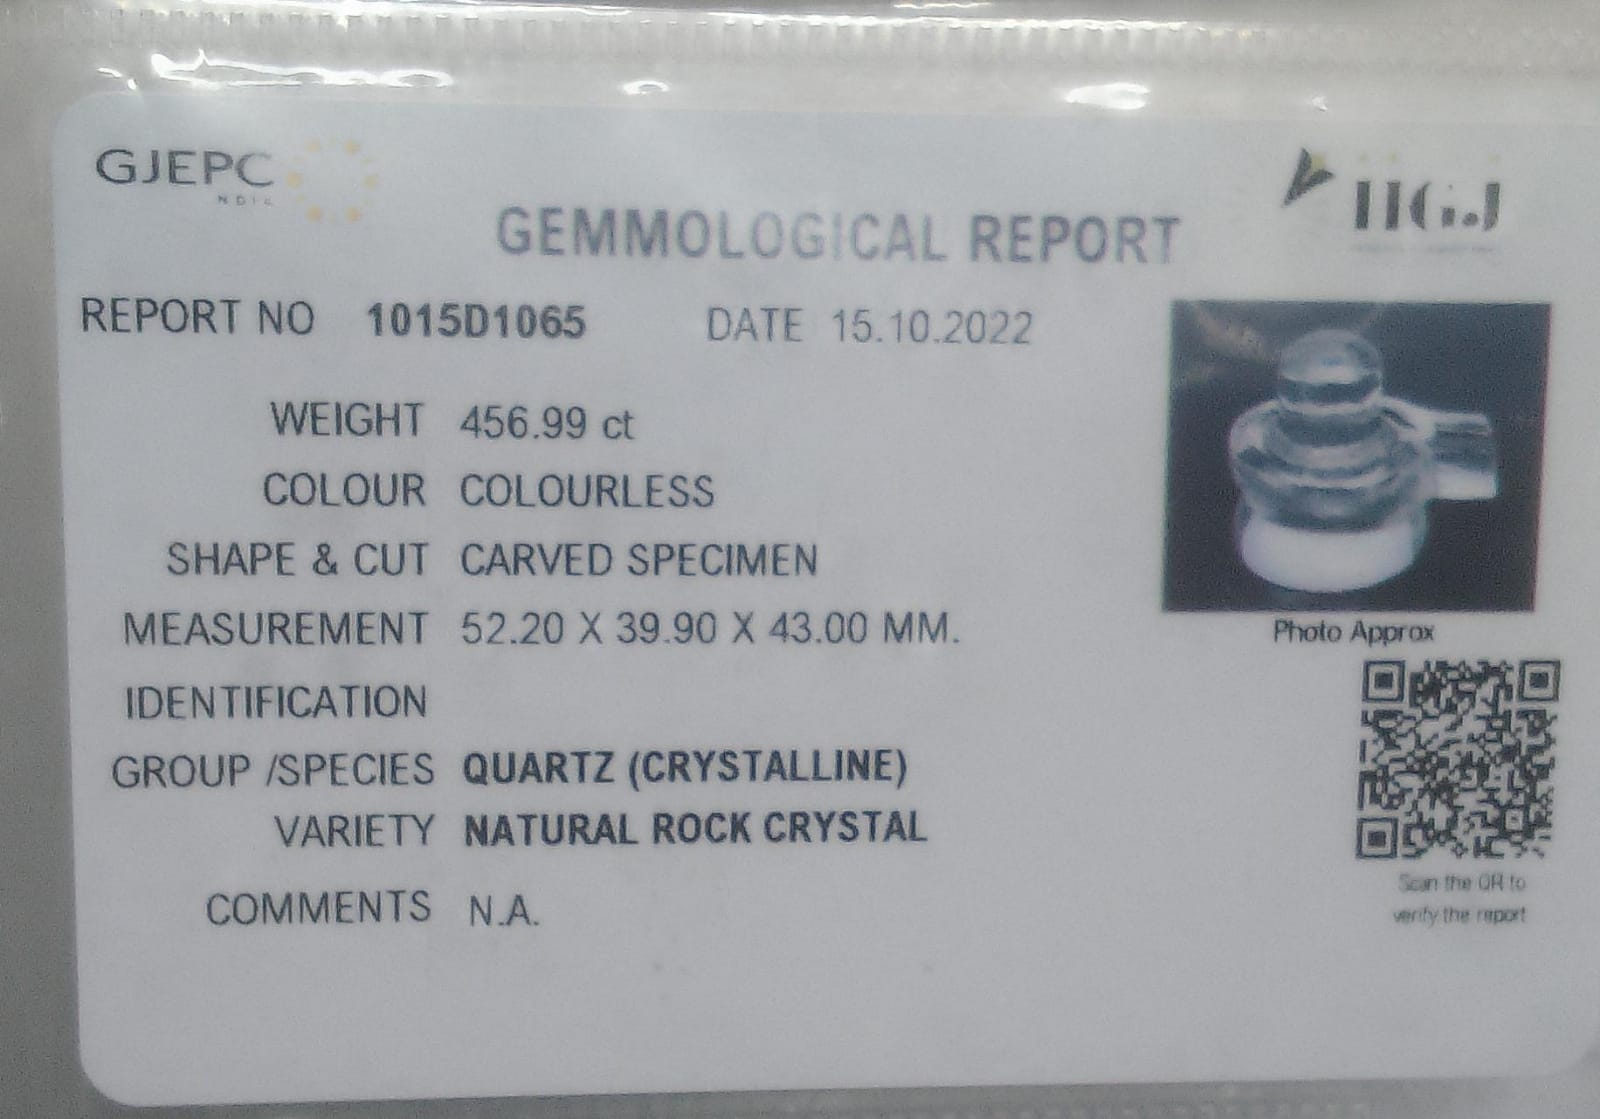 GJEPC
INDIA
IIGJ
GEMMOLOGICAL REPORT
REPORT NO 1015D1065 DATE 15.10.2022
WEIGHT 456.99 ct
COLOUR COLOURLESS
SHAPE & CUT CARVED SPECIMEN
MEASUREMENT 52.20 X 39.90 X 43.00 MM.
Photo Approx
IDENTIFICATION
GROUP /SPECIES QUARTZ (CRYSTALLINE)
VARIETY NATURAL ROCK CRYSTAL
COMMENTS N.A.
Scan the QR to
verify the report